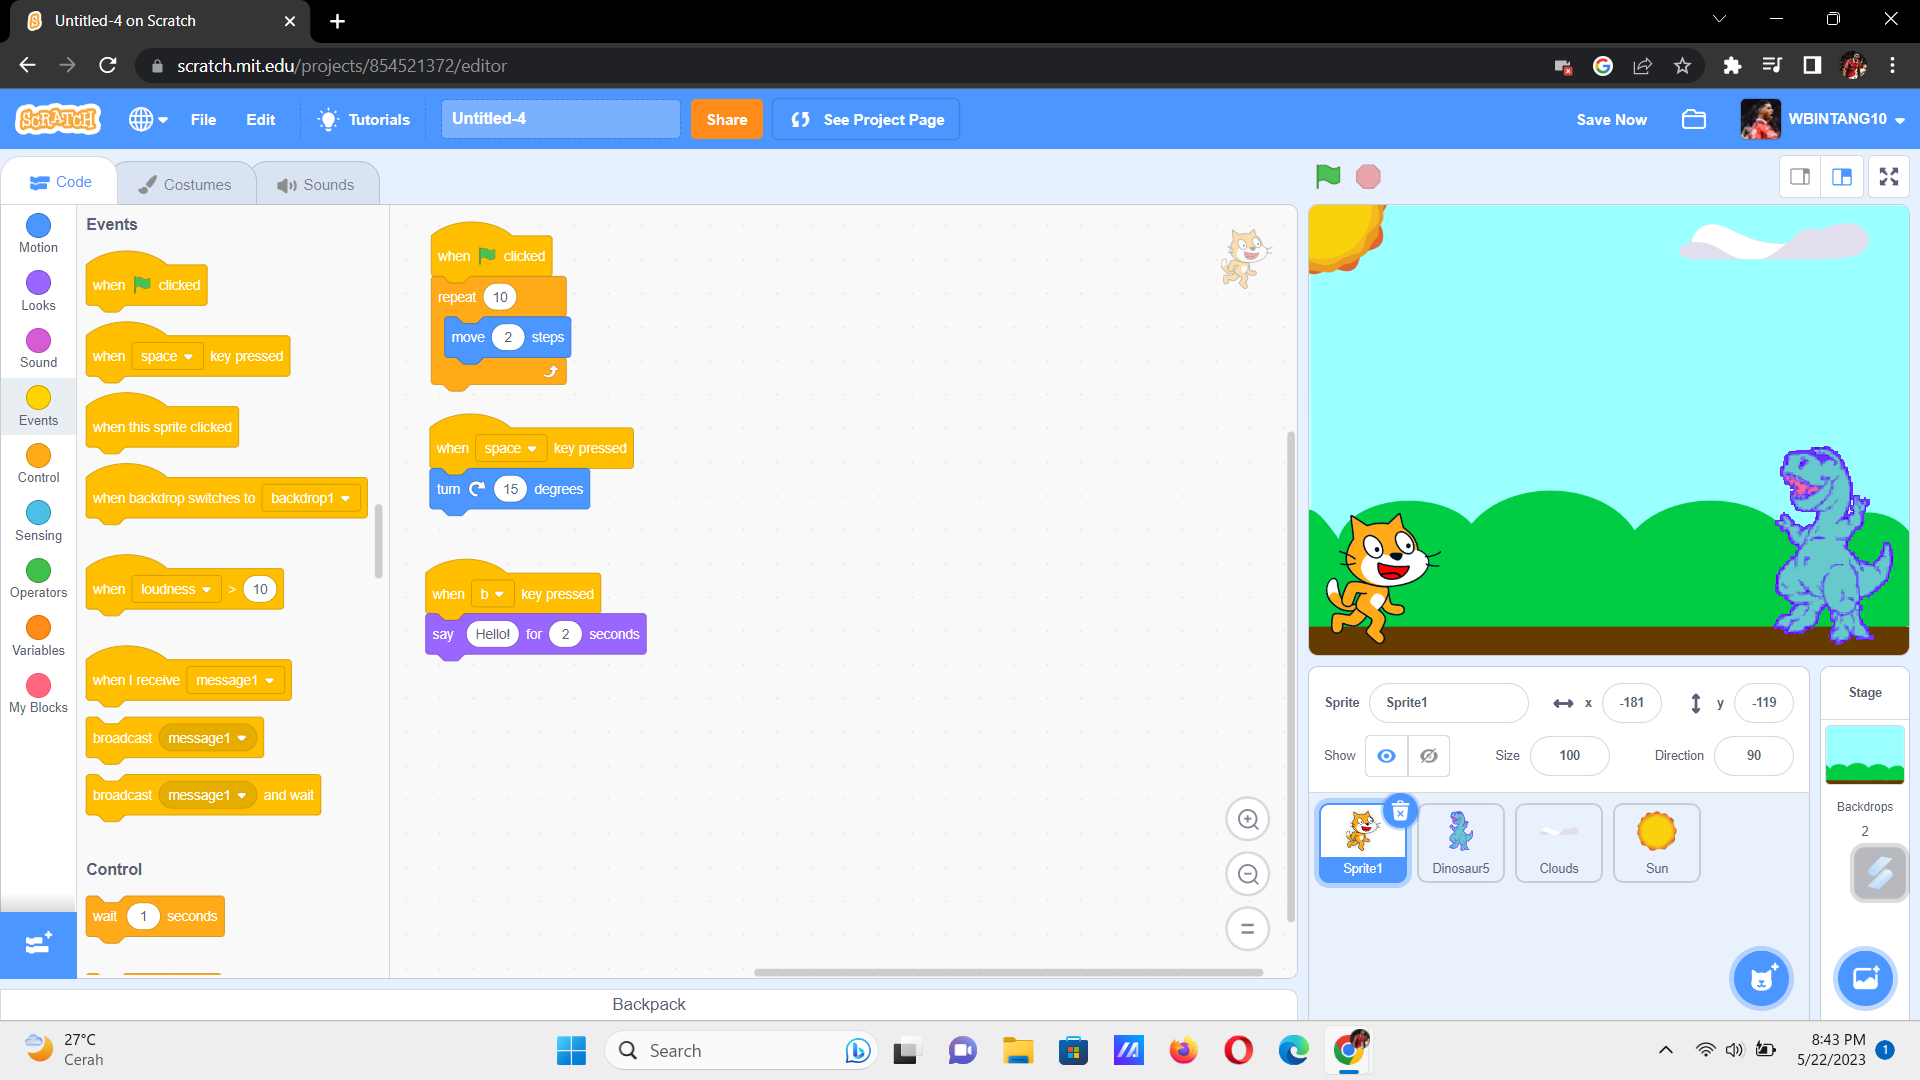 Untitled-4 on Scratch
scratch.mit.edu/projects/854521372/editor
SCRATCH
File
Edit
Tutorials
Untitled-4
Share
See Project Page
Save Now
WBINTANG10
Code
Costumes
Sounds
Motion
Looks
Sound
Events
Control
Sensing
Operators
Variables
My Blocks
Events
when clicked
when space key pressed
when this sprite clicked
when backdrop switches to backdrop1
when loudness > 10
when I receive message1
broadcast message1
broadcast message1 and wait
Control
wait 1 seconds
when clicked
repeat 10
move 2 steps
when space key pressed
turn 15 degrees
when b key pressed
say Hello! for 2 seconds
Sprite Sprite1 x -181 y -119
Show Size 100 Direction 90
Sprite1
Dinosaur5
Clouds
Sun
Stage
Backdrops
2
Backpack
27°C
Cerah
Search
8:43 PM
5/22/2023
1